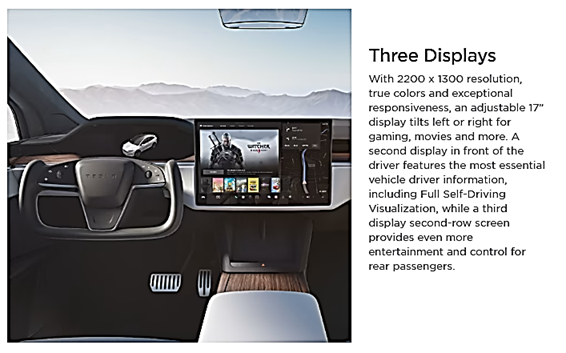 Three Displays
With 2200 x 1300 resolution,
true colors and exceptional
responsiveness, an adjustable 17”
display tilts left or right for
gaming, movies and more. A
second display in front of the
driver features the most essential
vehicle driver information,
including Full Self-Driving
Visualization, while a third
display second-row screen
provides even more
entertainment and control for
rear passengers.
TESLA
WITCHER